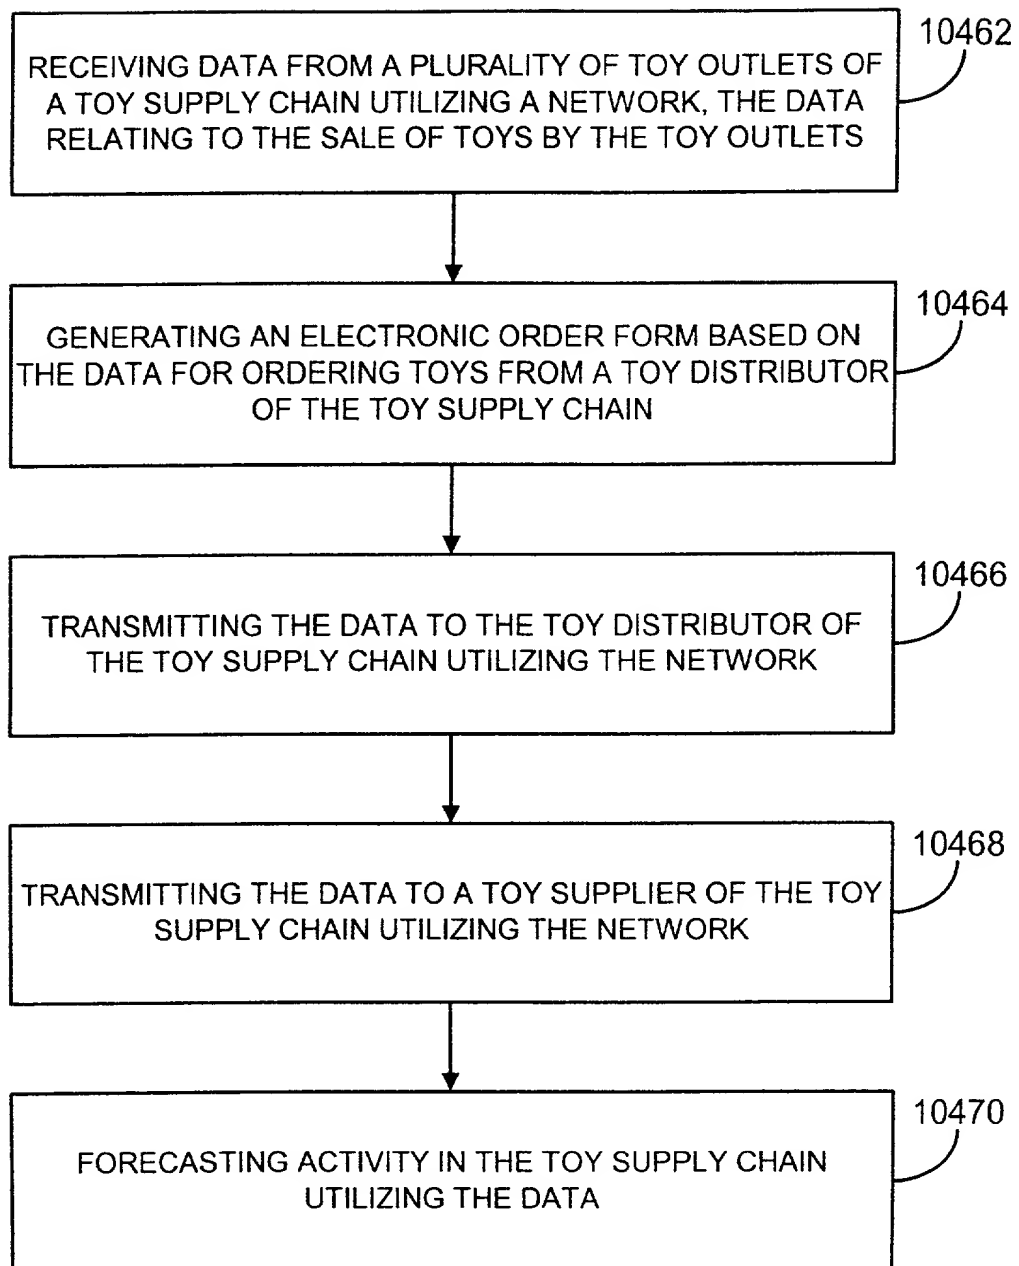 10462
RECEIVING DATA FROM A PLURALITY OF TOY OUTLETS OF
A TOY SUPPLY CHAIN UTILIZING A NETWORK, THE DATA
RELATING TO THE SALE OF TOYS BY THE TOY OUTLETS
10464
GENERATING AN ELECTRONIC ORDER FORM BASED ON
THE DATA FOR ORDERING TOYS FROM A TOY DISTRIBUTOR
OF THE TOY SUPPLY CHAIN
10466
TRANSMITTING THE DATA TO THE TOY DISTRIBUTOR OF
THE TOY SUPPLY CHAIN UTILIZING THE NETWORK
10468
TRANSMITTING THE DATA TO A TOY SUPPLIER OF THE TOY
SUPPLY CHAIN UTILIZING THE NETWORK
10470
FORECASTING ACTIVITY IN THE TOY SUPPLY CHAIN
UTILIZING THE DATA